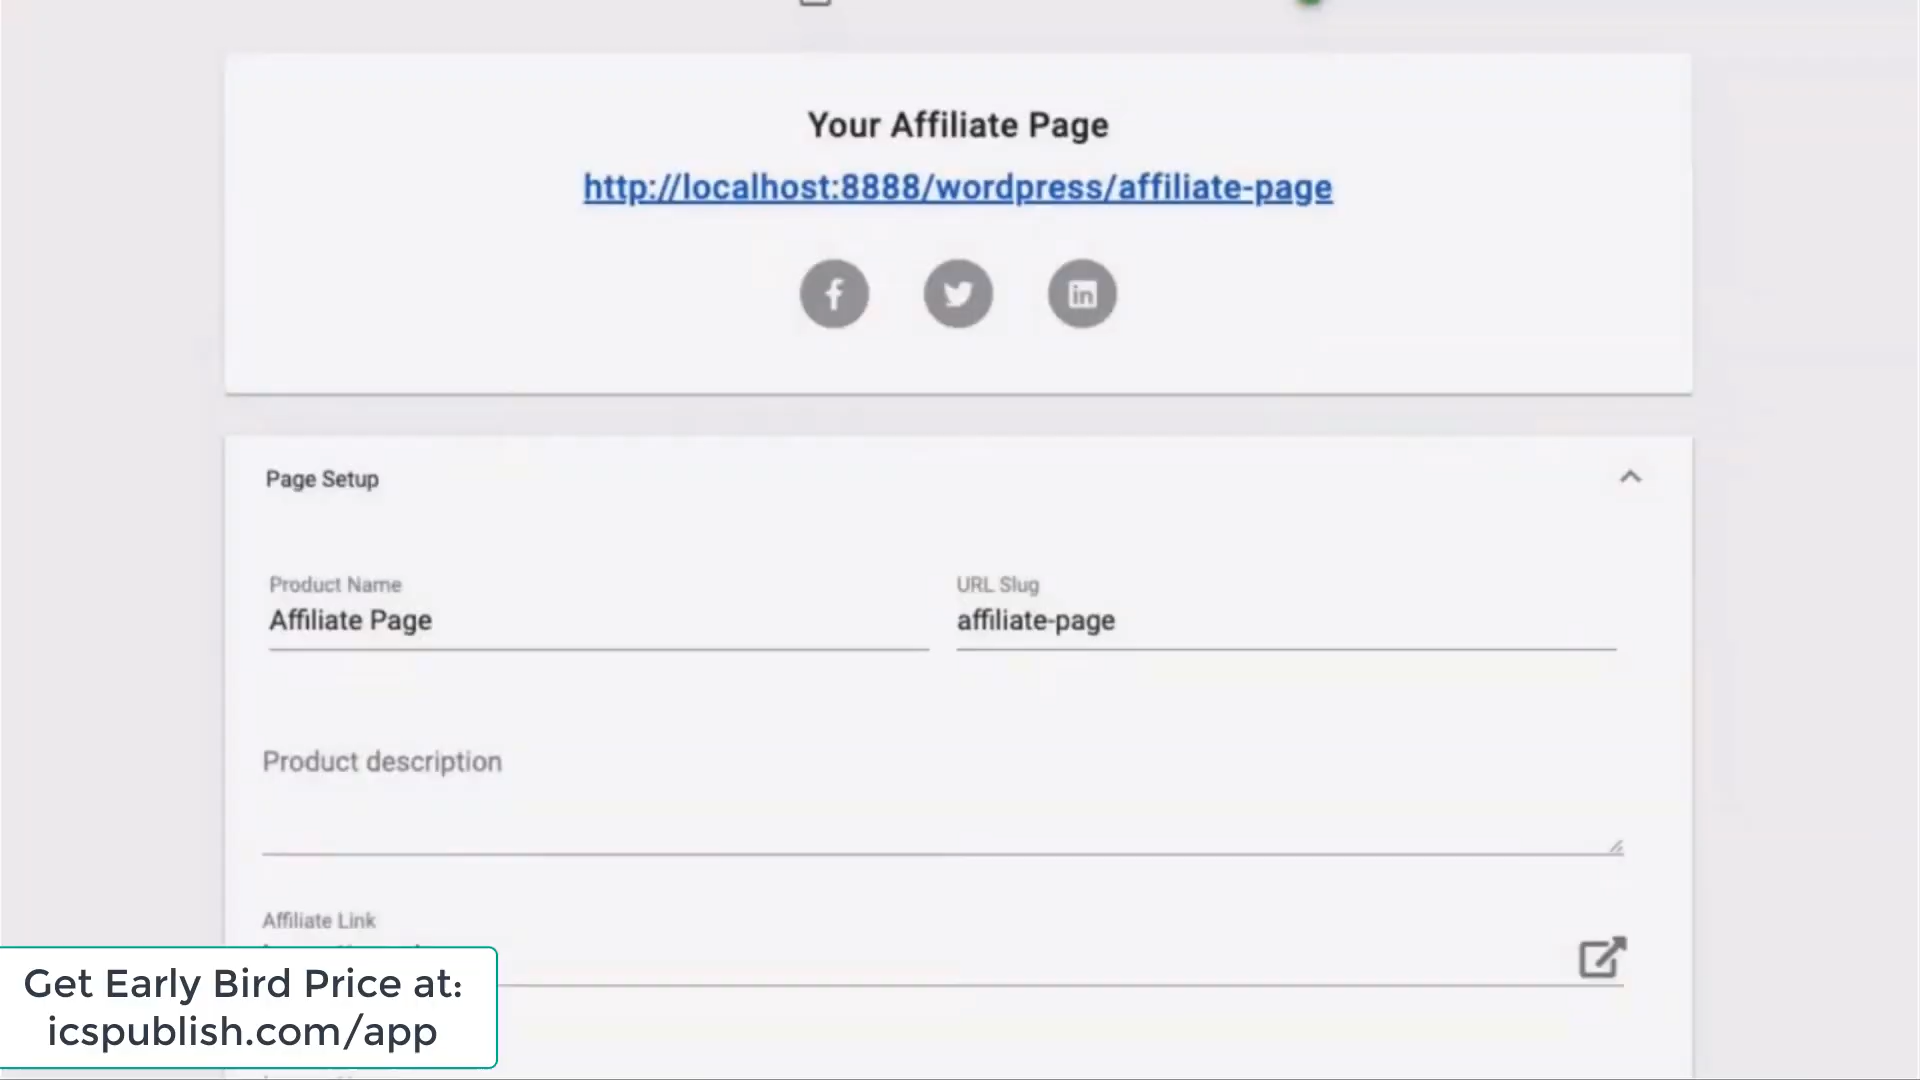 Your Affiliate Page
http://localhost:8888/wordpress/affiliate-page
Page Setup
Product Name
URL Slug
Affiliate Page
affiliate-page
Product description
Affiliate Link
Get Early Bird Price at:
icspublish.com/app